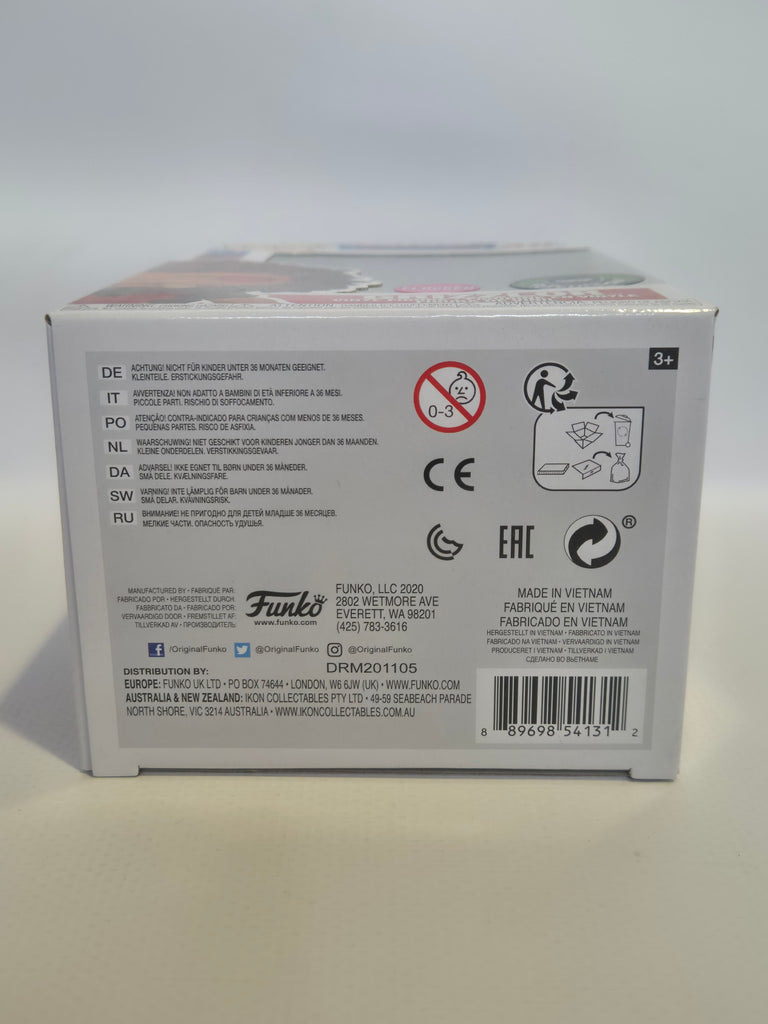 3+
DE ACHTUNG! NICHT FÜR KINDER UNTER 36 MONATEN GEEIGNET.
KLEINTEILE. ERSTICKUNGSGEFAHR.
IT AVVERTENZA! NON ADATTO A BAMBINI DI ETÀ INFERIORE A 36 MESI.
PICCOLE PARTI. RISCHIO DI SOFFOCAMENTO.
PO ATENÇÃO! CONTRA-INDICADO PARA CRIANÇAS COM MENOS DE 36 MESES.
PEQUENAS PARTES. RISCO DE ASFIXIA.
NL WAARSCHUWING! NIET GESCHIKT VOOR KINDEREN JONGER DAN 36 MAANDEN.
KLEINE ONDERDELEN. VERSTIKKINGSGEVAAR.
DA ADVARSEL! IKKE EGNET TIL BØRN UNDER 36 MÅNEDER.
SMÅ DELE. KVÆLNINGSFARE.
SW VARNING! INTE LÄMPLIG FÖR BARN UNDER 36 MÅNADER.
SMÅ DELAR. KVÄVNINGSRISK.
RU ВНИМАНИЕ! НЕ ПРИГОДНО ДЛЯ ДЕТЕЙ МЛАДШЕ 36 МЕСЯЦЕВ.
МЕЛКИЕ ЧАСТИ. ОПАСНОСТЬ УДУШЬЯ.
0-3
CE
EAC
®
MANUFACTURED BY • FABRIQUÉ PAR:
FABRICADO POR • HERGESTELLT DURCH:
FABBRICATO DA • FABRICADO POR:
VERVAARDIGD DOOR • FREMSTILLET AF:
TILLVERKAD AV • ПРОИЗВОДИТЕЛЬ:
Funko
www.funko.com
FUNKO, LLC 2020
2802 WETMORE AVE
EVERETT, WA 98201
(425) 783-3616
MADE IN VIETNAM
FABRIQUÉ EN VIETNAM
FABRICADO EN VIETNAM
HERGESTELLT IN VIETNAM • FABBRICATO IN VIETNAM
FABRICADO NA VIETNAM • VERVAARDIGD IN VIETNAM
PRODUCERET I VIETNAM • TILLVERKAD I VIETNAM
СДЕЛАНО ВО ВЬЕТНАМЕ
/OriginalFunko @OriginalFunko @OriginalFunko
DISTRIBUTION BY: DRM201105
EUROPE: FUNKO UK LTD • PO BOX 74644 • LONDON, W6 6JW (UK) • WWW.FUNKO.COM
AUSTRALIA & NEW ZEALAND: IKON COLLECTABLES PTY LTD • 49-59 SEABEACH PARADE
NORTH SHORE, VIC 3214 AUSTRALIA • WWW.IKONCOLLECTABLES.COM.AU
8 89698 54131 2